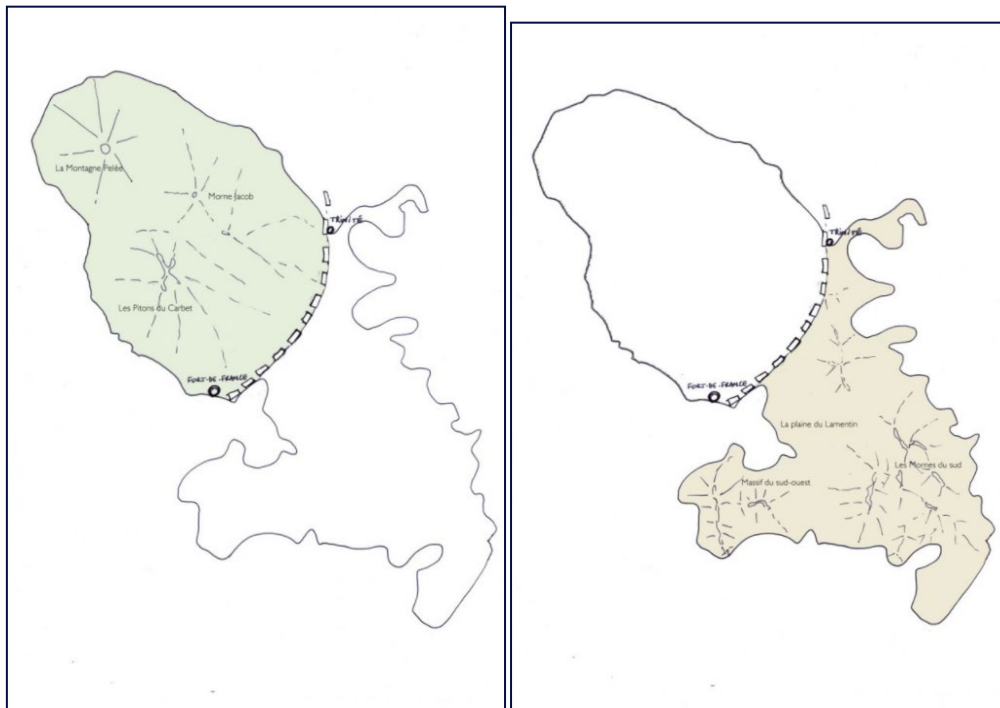 La Montagne Pelée
Morne Jacob
TRINITÉ
Les Pitons du Carbet
FORT-DE-FRANCE
TRINITÉ
FORT-DE-FRANCE
La plaine du Lamentin
Les Mornes du sud
Massif du sud-ouest